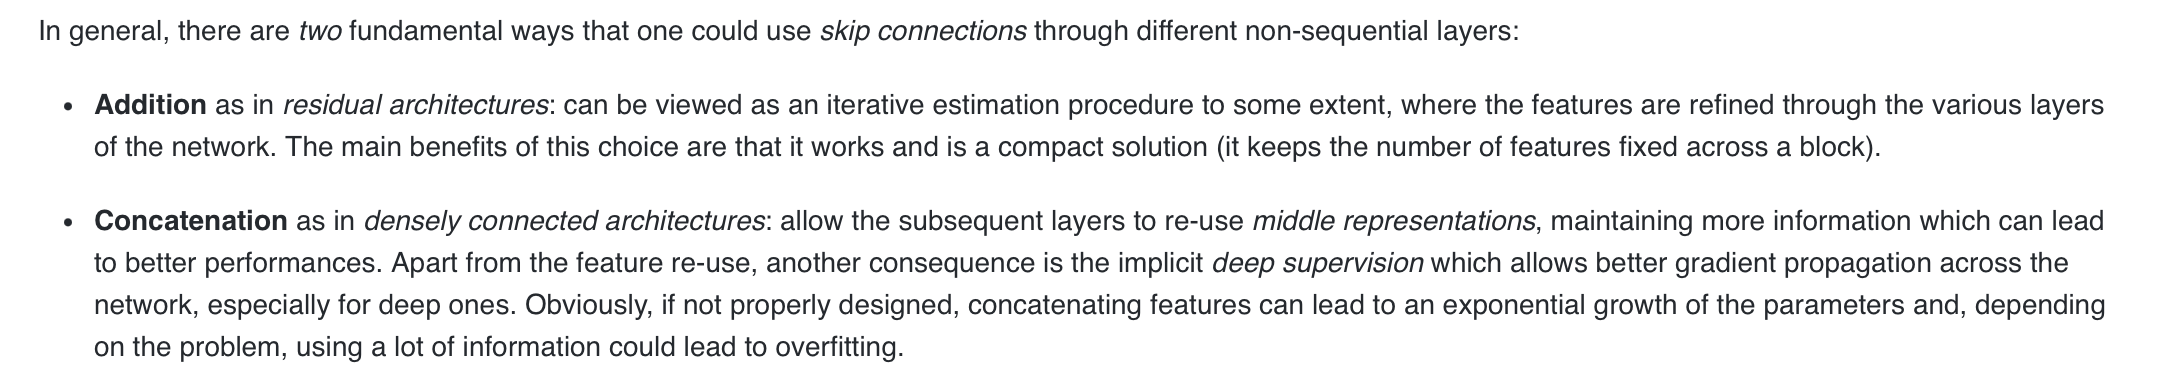 In general, there are two fundamental ways that one could use skip connections through different non-sequential layers:
• Addition as in residual architectures: can be viewed as an iterative estimation procedure to some extent, where the features are refined through the various layers
of the network. The main benefits of this choice are that it works and is a compact solution (it keeps the number of features fixed across a block).
• Concatenation as in densely connected architectures: allow the subsequent layers to re-use middle representations, maintaining more information which can lead
to better performances. Apart from the feature re-use, another consequence is the implicit deep supervision which allows better gradient propagation across the
network, especially for deep ones. Obviously, if not properly designed, concatenating features can lead to an exponential growth of the parameters and, depending
on the problem, using a lot of information could lead to overfitting.